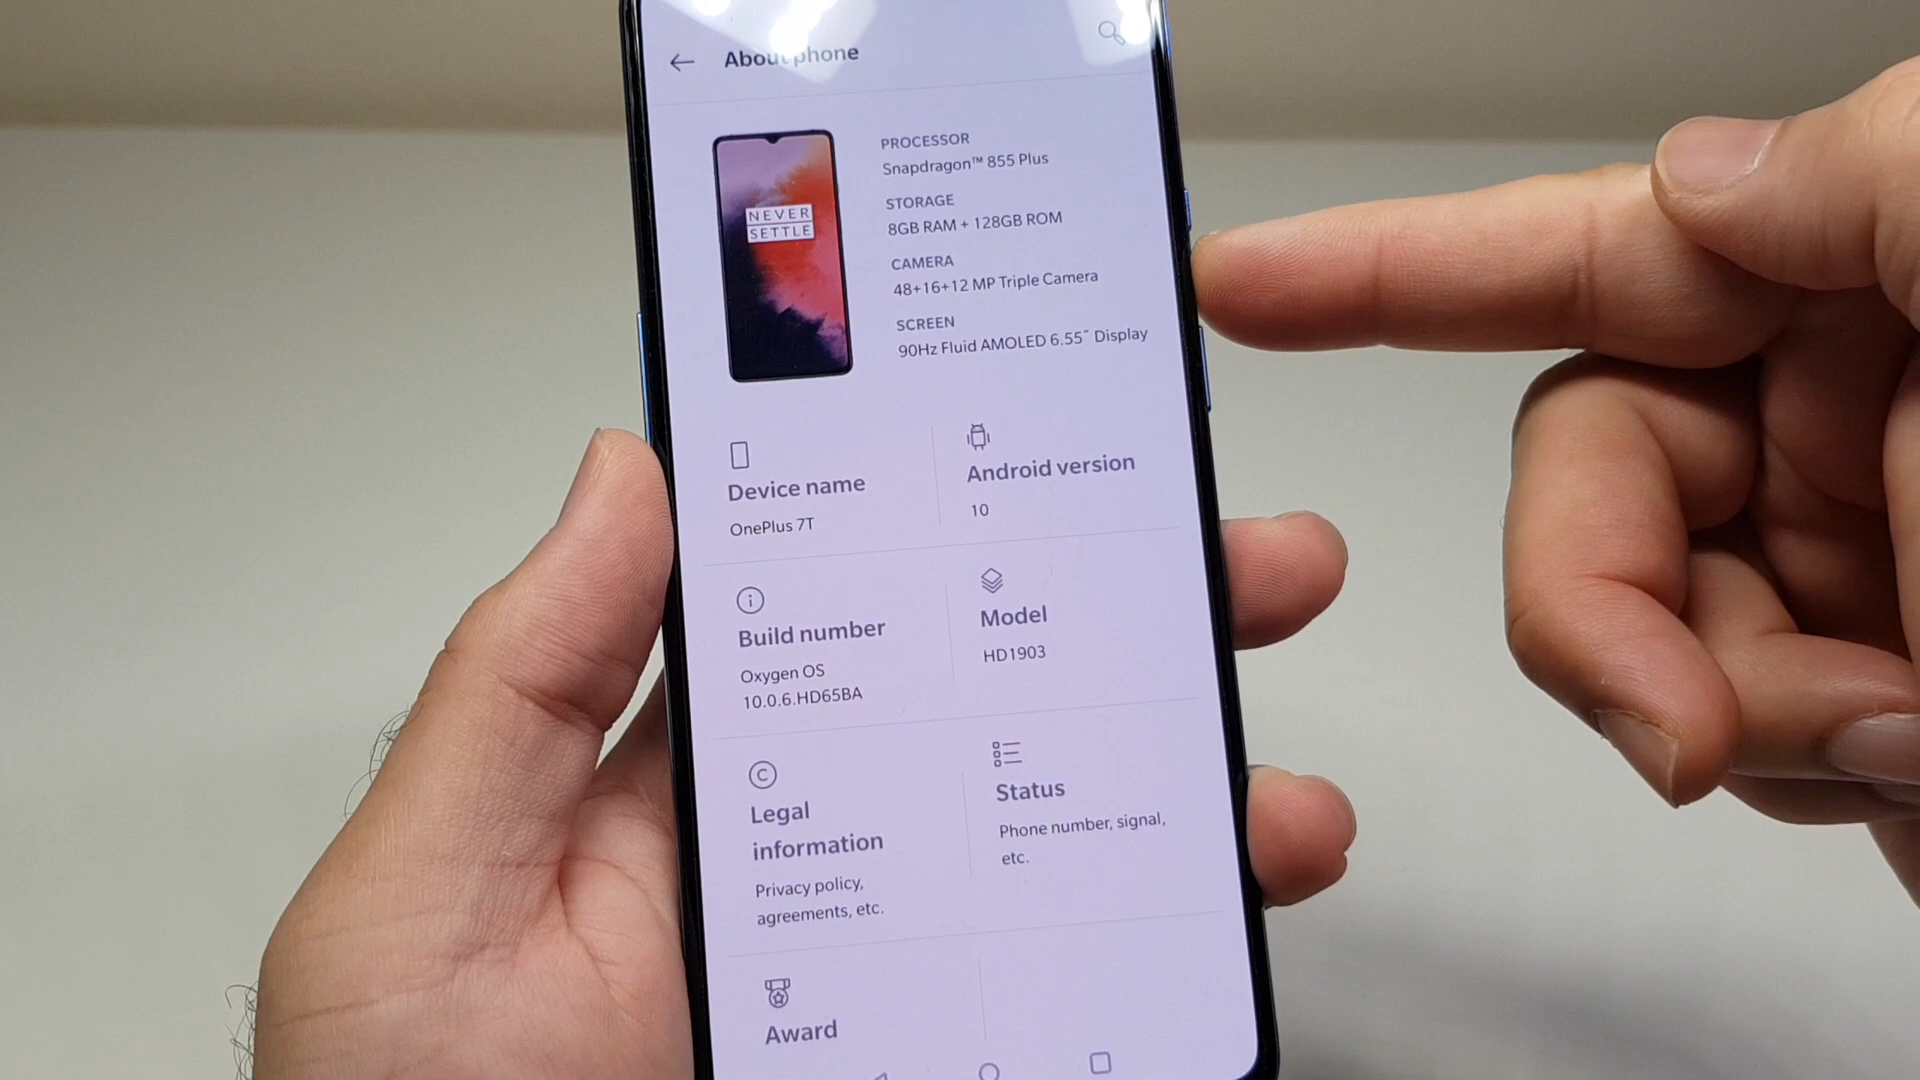 About phone
NEVER
SETTLE
PROCESSOR
Snapdragon™ 855 Plus
STORAGE
8GB RAM + 128GB ROM
CAMERA
48+16+12 MP Triple Camera
SCREEN
90Hz Fluid AMOLED 6.55˝ Display
Device name
OnePlus 7T
Android version
10
Build number
Oxygen OS
10.0.6.HD65BA
Model
HD1903
Legal
information
Privacy policy,
agreements, etc.
Status
Phone number, signal,
etc.
Award